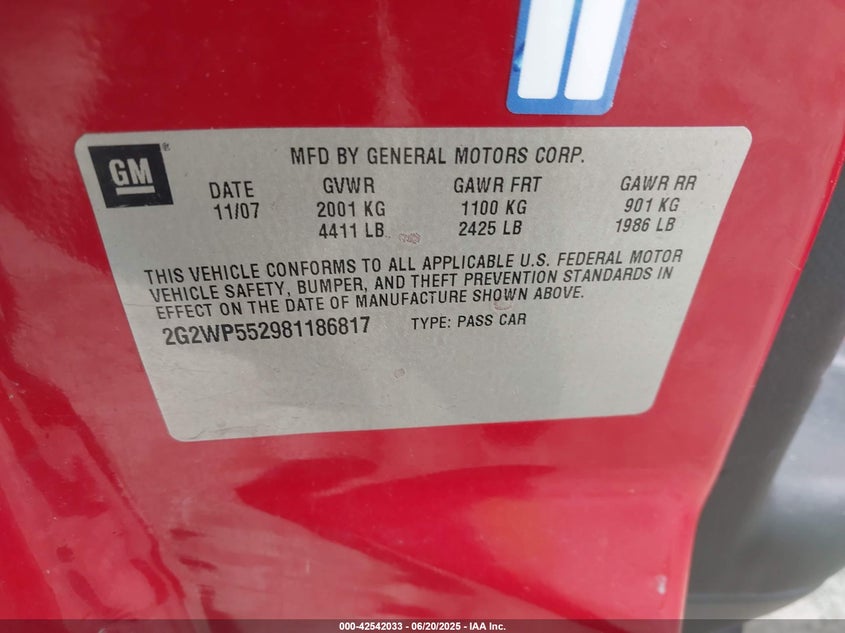 GM
MFD BY GENERAL MOTORS CORP.
DATE GVWR GAWR FRT GAWR RR
11/07 2001 KG 1100 KG 901 KG
4411 LB 2425 LB 1986 LB
THIS VEHICLE CONFORMS TO ALL APPLICABLE U.S. FEDERAL MOTOR
VEHICLE SAFETY, BUMPER, AND THEFT PREVENTION STANDARDS IN
EFFECT ON THE DATE OF MANUFACTURE SHOWN ABOVE.
2G2WP552981186817 TYPE: PASS CAR
000-42542033 - 06/20/2025 - IAA Inc.